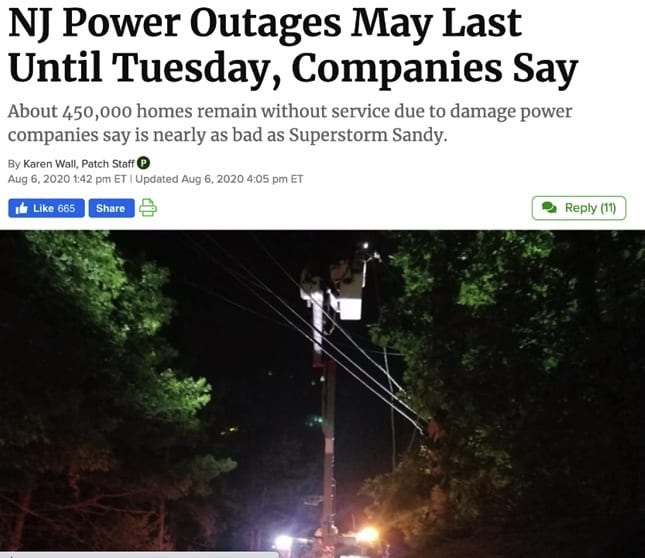 NJ Power Outages May Last
Until Tuesday, Companies Say
About 450,000 homes remain without service due to damage power
companies say is nearly as bad as Superstorm Sandy.
By Karen Wall, Patch Staff P
Aug 6, 2020 1:42 pm ET | Updated Aug 6, 2020 4:05 pm ET
Like 665 Share Reply (11)